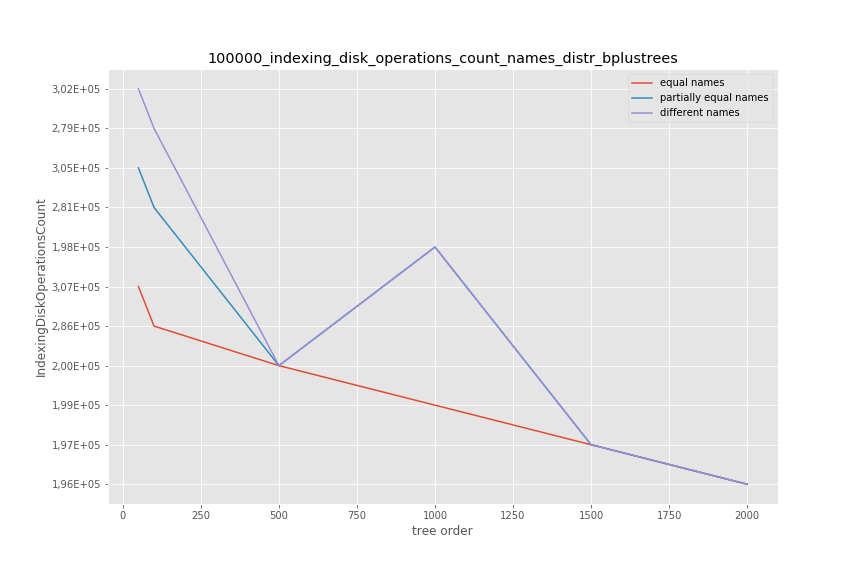 100000_indexing_disk_operations_count_names_distr_bplustrees
equal names
partially equal names
different names
IndexingDiskOperationsCount
3,02E+05
2,79E+05
3,05E+05
2,81E+05
1,98E+05
3,07E+05
2,86E+05
2,00E+05
1,99E+05
1,97E+05
1,96E+05
0 250 500 750 1000 1250 1500 1750 2000
tree order